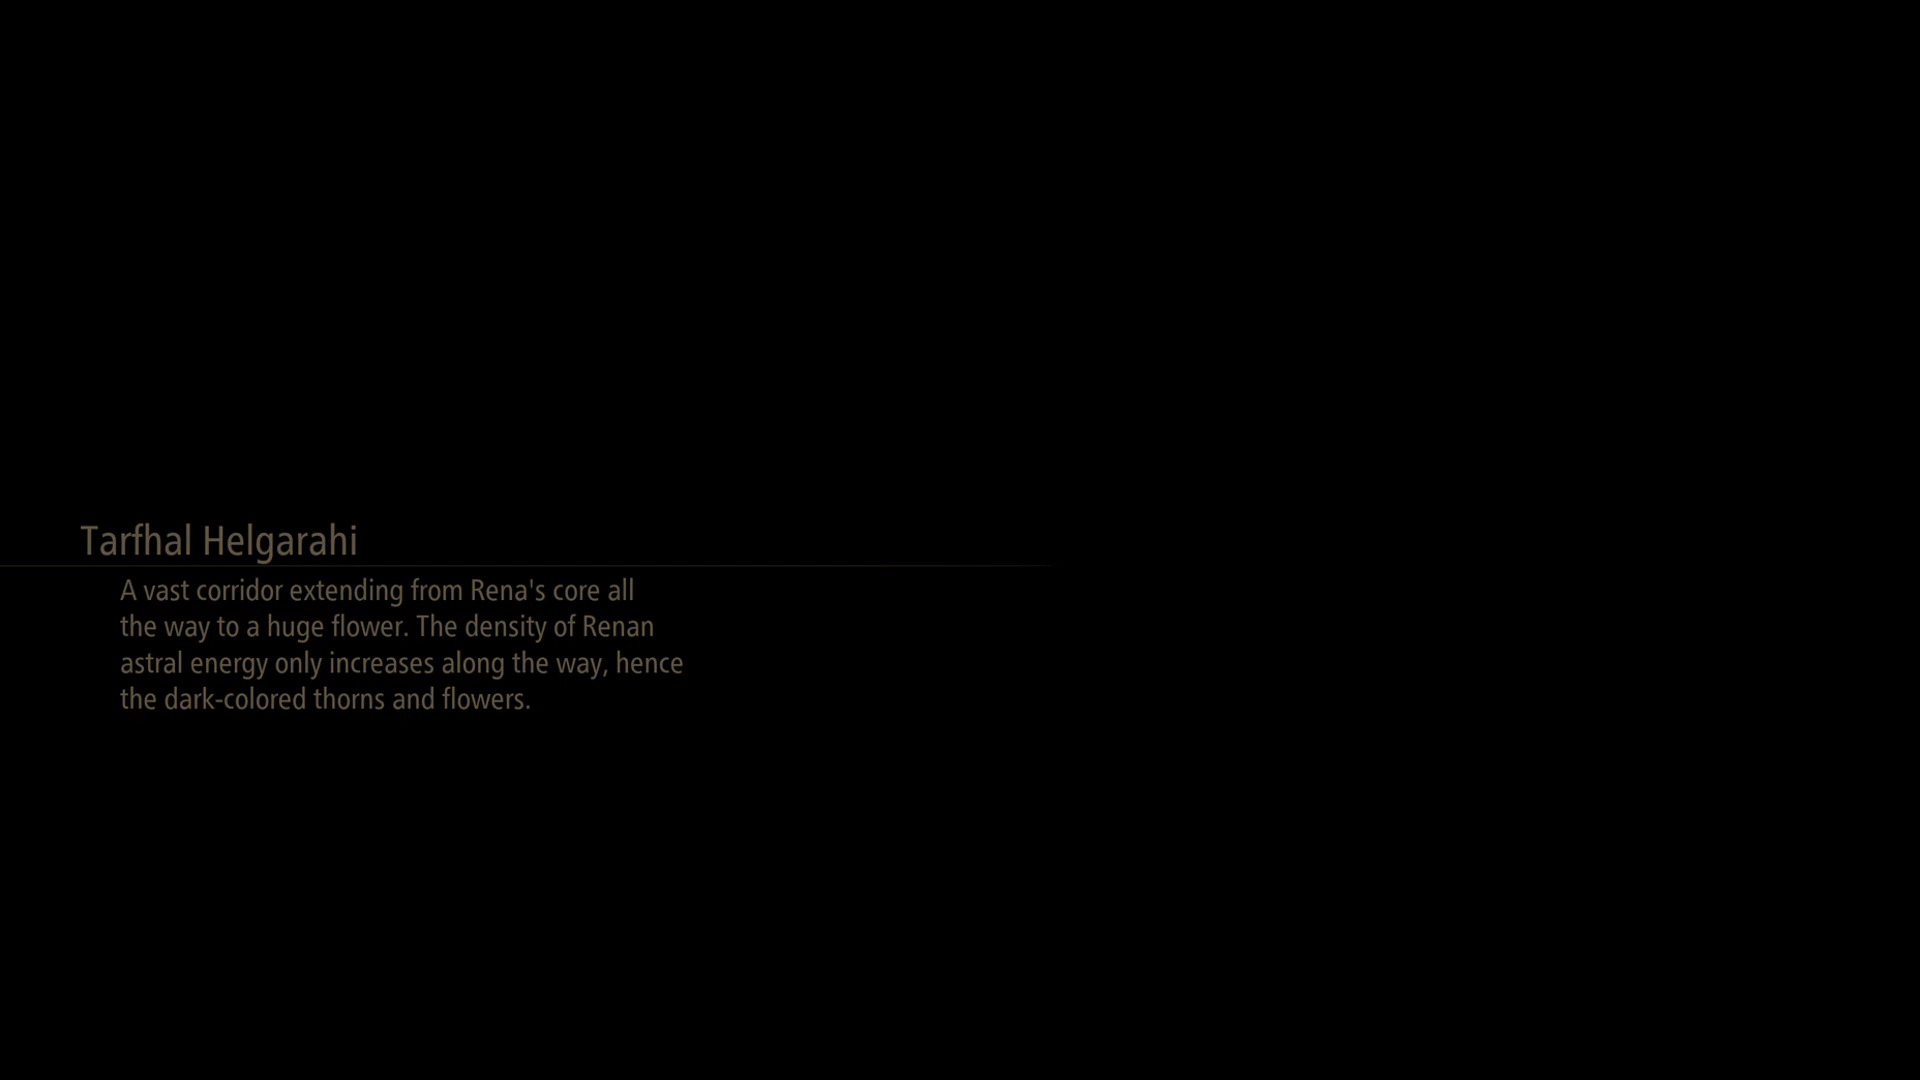 Tarfhal Helgarahi
A vast corridor extending from Rena's core all
the way to a huge flower. The density of Renan
astral energy only increases along the way, hence
the dark-colored thorns and flowers.